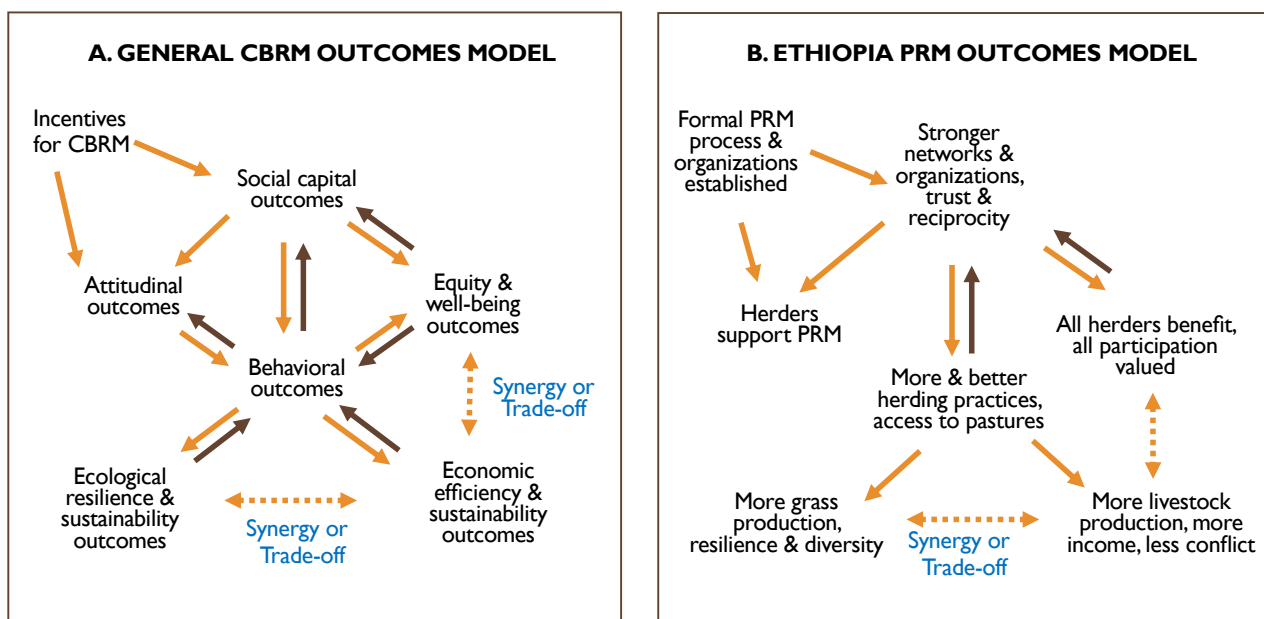 A. GENERAL CBRM OUTCOMES MODEL
Incentives
for CBRM
Social capital
outcomes
Attitudinal
outcomes
Equity &
well-being
outcomes
Behavioral
outcomes
Synergy or
Trade-off
Ecological
resilience &
sustainability
outcomes
Synergy or
Trade-off
Economic
efficiency &
sustainability
outcomes
B. ETHIOPIA PRM OUTCOMES MODEL
Formal PRM
process &
organizations
established
Stronger
networks &
organizations,
trust &
reciprocity
Herders
support PRM
All herders benefit,
all participation
valued
More & better
herding practices,
access to pastures
More grass
production,
resilience & diversity
Synergy or
Trade-off
More livestock
production, more
income, less conflict